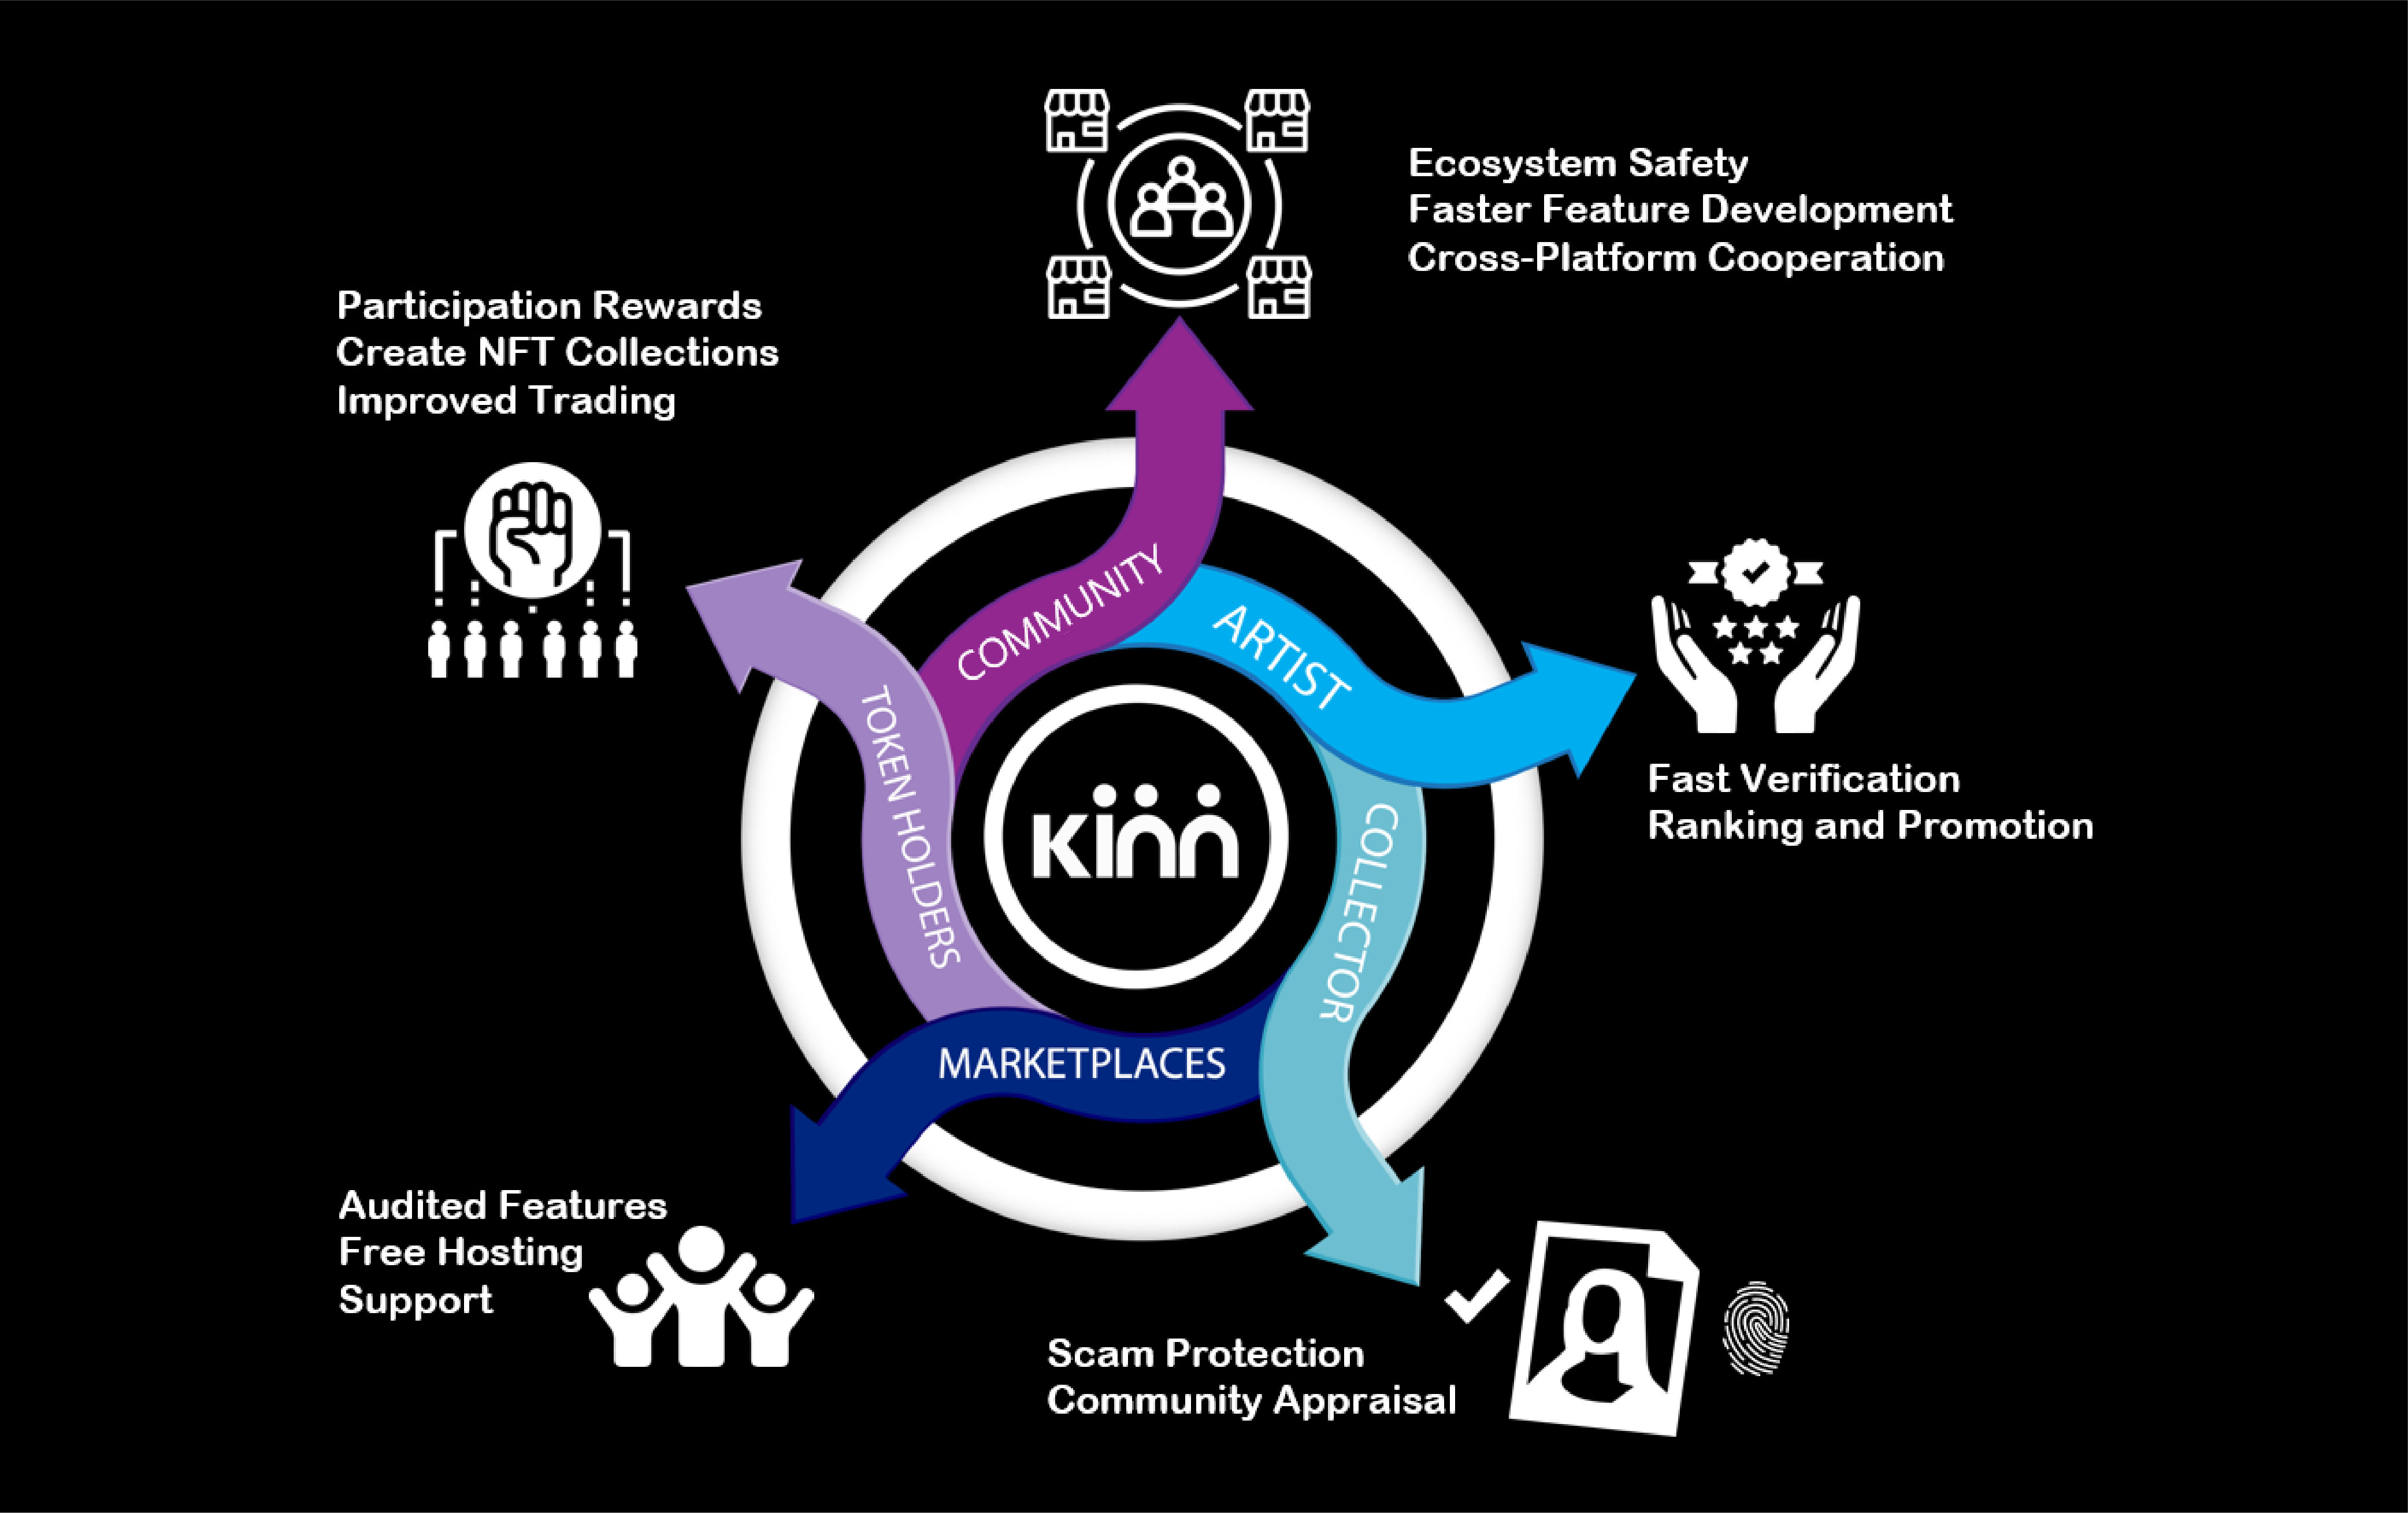 Ecosystem Safety
Faster Feature Development
Cross-Platform Cooperation
Participation Rewards
Create NFT Collections
Improved Trading
COMMUNITY
ARTIST
TOKEN HOLDERS
kinn
COLLECTOR
MARKETPLACES
Fast Verification
Ranking and Promotion
Audited Features
Free Hosting
Support
Scam Protection
Community Appraisal